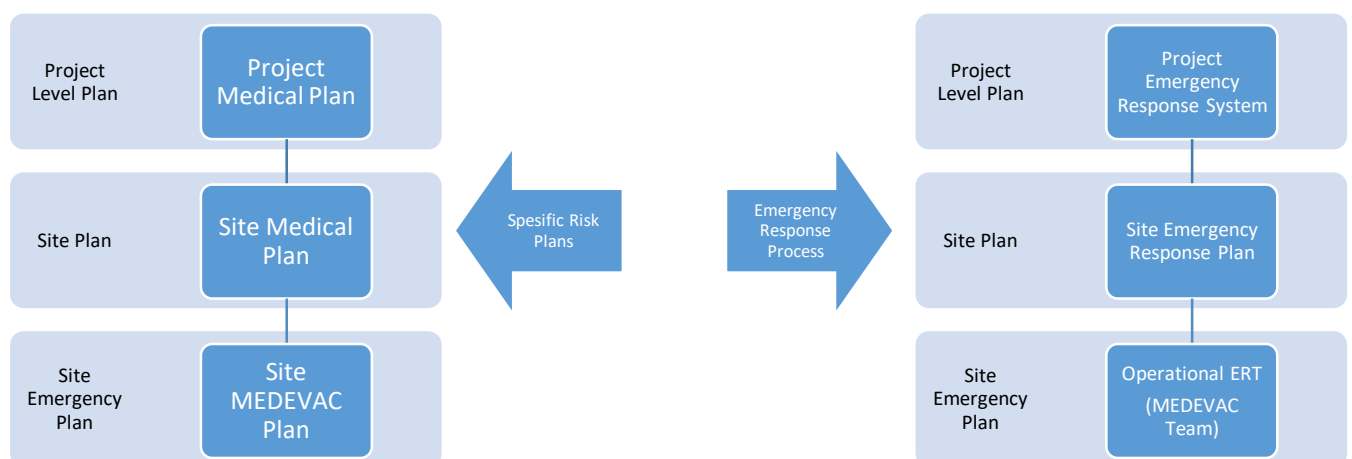 Project
Level Plan
Project
Medical Plan
Site Plan
Site Medical
Plan
Site
Emergency
Plan
Site
MEDEVAC
Plan
Spesific Risk
Plans
Emergency
Response
Process
Project
Level Plan
Project
Emergency
Response
System
Site Plan
Site Emergency
Response Plan
Site
Emergency
Plan
Operational ERT
(MEDEVAC
Team)